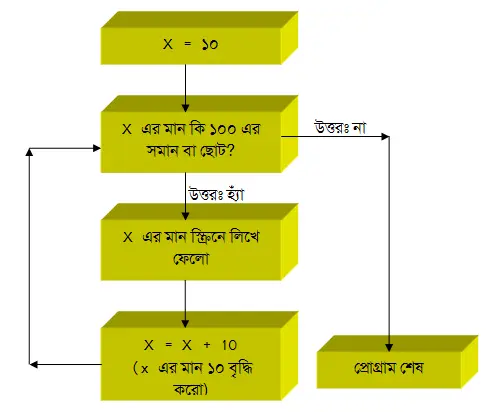 X = ১০
X এর মান কি ১০০ এর
সমান বা ছোট?
উত্তরঃ না
উত্তরঃ হ্যাঁ
X এর মান স্ক্রিনে লিখে
ফেলো
X = X + 10
(x এর মান ১০ বৃদ্ধি
করো)
প্রোগ্রাম শেষ